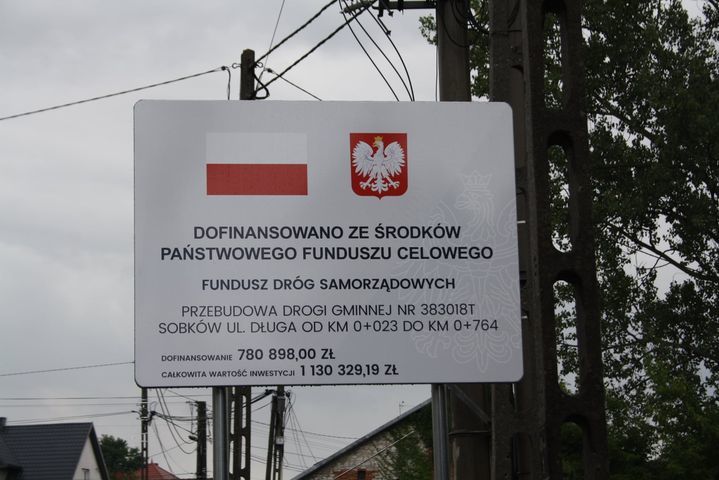 DOFINANSOWANO ZE ŚRODKÓW
PAŃSTWOWEGO FUNDUSZU CELOWEGO
FUNDUSZ DRÓG SAMORZĄDOWYCH
PRZEBUDOWA DROGI GMINNEJ NR 383018T
SOBKÓW UL. DŁUGA OD KM 0+023 DO KM 0+764
DOFINANSOWANIE 780 898,00 ZŁ
CAŁKOWITA WARTOŚĆ INWESTYCJI 1 130 329,19 ZŁ